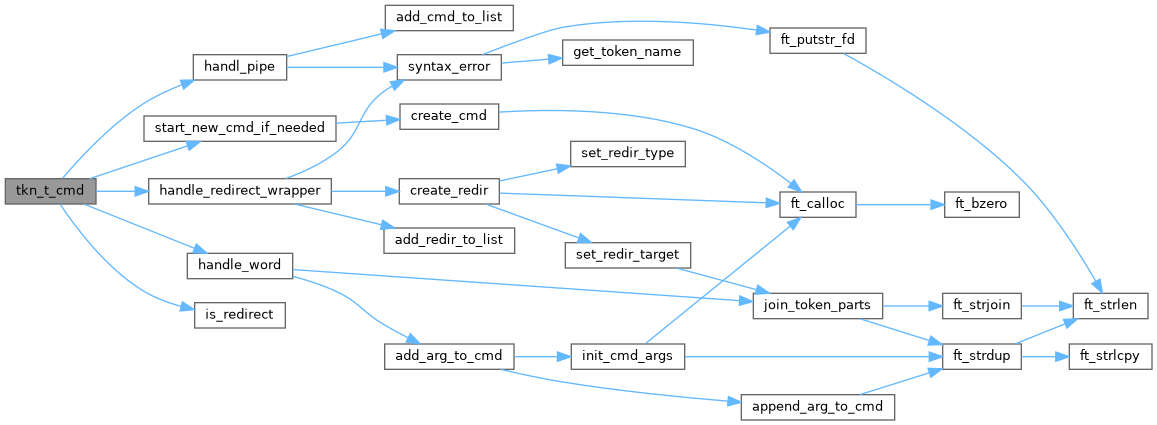 tkn_t_cmd
handl_pipe
start_new_cmd_if_needed
handle_redirect_wrapper
handle_word
is_redirect
add_cmd_to_list
syntax_error
create_cmd
create_redir
add_redir_to_list
add_arg_to_cmd
get_token_name
set_redir_type
set_redir_target
init_cmd_args
ft_putstr_fd
ft_calloc
join_token_parts
append_arg_to_cmd
ft_bzero
ft_strjoin
ft_strdup
ft_strlen
ft_strlcpy